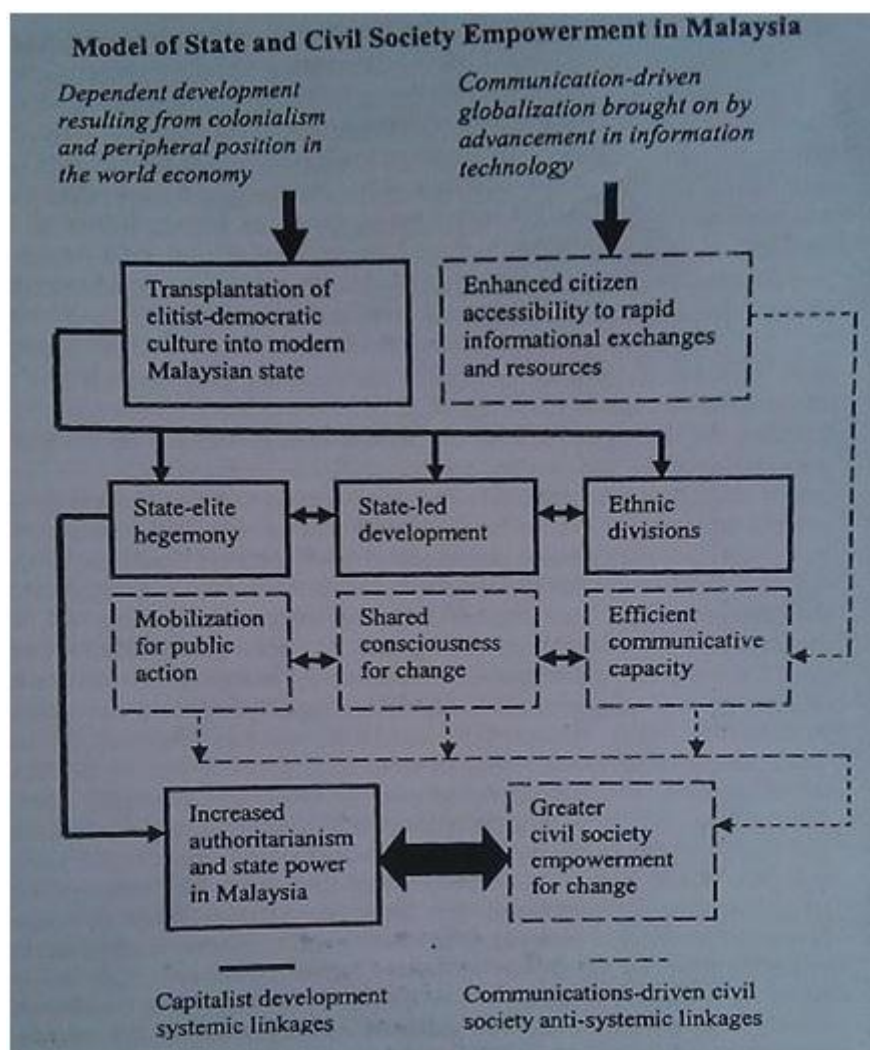 Model of State and Civil Society Empowerment in Malaysia
Dependent development
resulting from colonialism
and peripheral position in
the world economy
Communication-driven
globalization brought on by
advancement in information
technology
Transplantation of
elitist-democratic
culture into modern
Malaysian state
Enhanced citizen
accessibility to rapid
informational exchanges
and resources
State-elite
hegemony
State-led
development
Ethnic
divisions
Mobilization
for public
action
Shared
consciousness
for change
Efficient
communicative
capacity
Increased
authoritarianism
and state power
in Malaysia
Greater
civil society
empowerment
for change
Capitalist development
systemic linkages
Communications-driven civil
society anti-systemic linkages